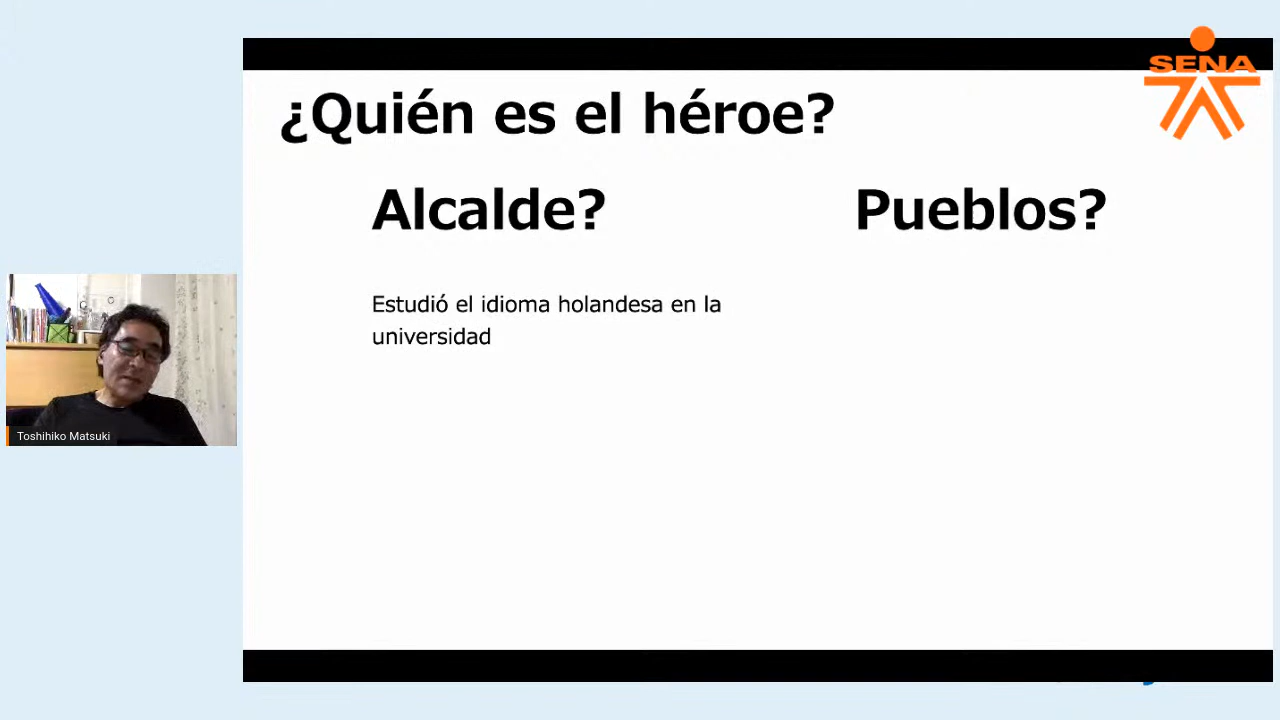 SENA
¿Quién es el héroe?
Alcalde?
Pueblos?
Estudió el idioma holandesa en la
universidad
Toshihiko Matsuki